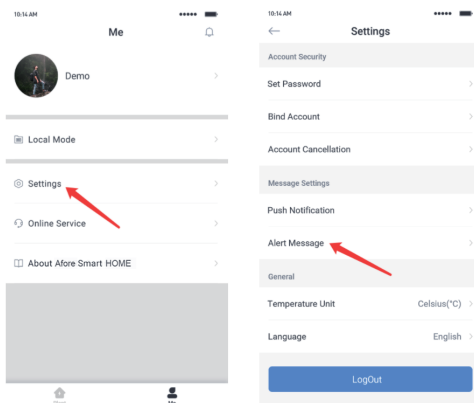 10:14 AM
Me
Demo
Local Mode
Settings
Online Service
About Afore Smart HOME
Me
10:14 AM
Settings
Account Security
Set Password
Bind Account
Account Cancellation
Message Settings
Push Notification
Alert Message
General
Temperature Unit Celsius(°C)
Language English
LogOut